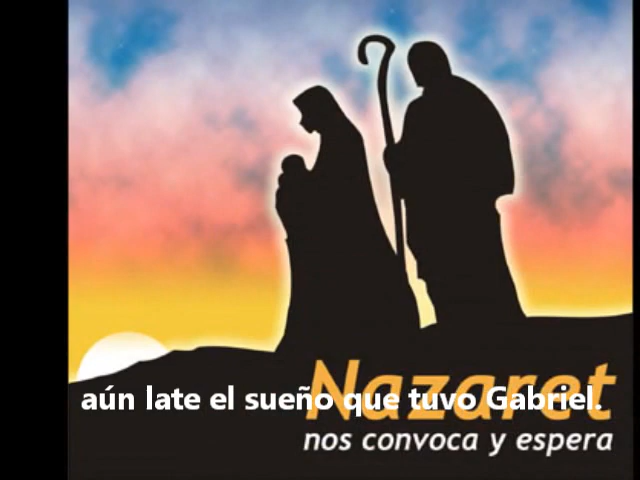 Nazaret
aún late el sueño que tuvo Gabriel.
nos convoca y espera